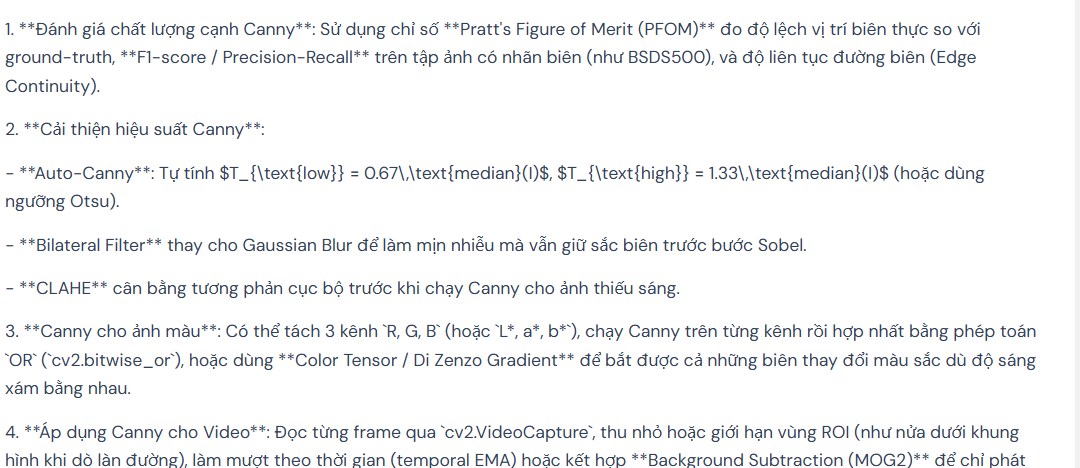 1. **Đánh giá chất lượng cạnh Canny**: Sử dụng chỉ số **Pratt's Figure of Merit (PFOM)** đo độ lệch vị trí biên thực so với
ground-truth, **F1-score / Precision-Recall** trên tập ảnh có nhãn biên (như BSDS500), và độ liên tục đường biên (Edge
Continuity).
2. **Cải thiện hiệu suất Canny**:
- **Auto-Canny**: Tự tính $T_{\text{low}} = 0.67\,\text{median}(I)$, $T_{\text{high}} = 1.33\,\text{median}(I)$ (hoặc dùng
ngưỡng Otsu).
- **Bilateral Filter** thay cho Gaussian Blur để làm mịn nhiễu mà vẫn giữ sắc biên trước bước Sobel.
- **CLAHE** cân bằng tương phản cục bộ trước khi chạy Canny cho ảnh thiếu sáng.
3. **Canny cho ảnh màu**: Có thể tách 3 kênh `R, G, B` (hoặc `L*, a*, b*`), chạy Canny trên từng kênh rồi hợp nhất bằng phép toán
`OR` (`cv2.bitwise_or`), hoặc dùng **Color Tensor / Di Zenzo Gradient** để bắt được cả những biên thay đổi màu sắc dù độ sáng
xám bằng nhau.
4. **Áp dụng Canny cho Video**: Đọc từng frame qua `cv2.VideoCapture`, thu nhỏ hoặc giới hạn vùng ROI (như nửa dưới khung
hình khi dò làn đường), làm mượt theo thời gian (temporal EMA) hoặc kết hợp **Background Subtraction (MOG2)** để chỉ phát